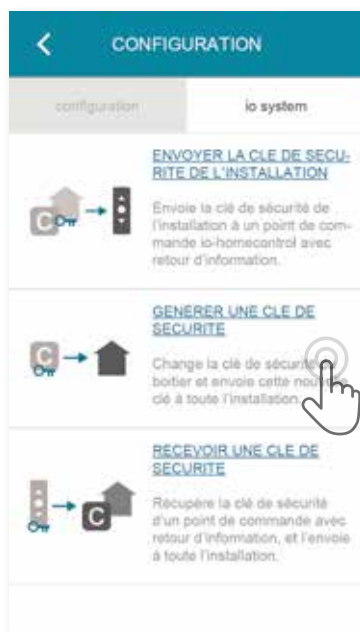 CONFIGURATION
configuration
io system
ENVOYER LA CLE DE SECU-
RITE DE L'INSTALLATION
Envoie la clé de sécurité de
l'installation à un point de com-
mande io-homecontrol avec
retour d'information.
C
GENERER UNE CLE DE
SECURITE
Change la clé de sécurité
boitier et envoie cette
clé à toute l'installation.
C
RECEVOIR UNE CLE DE
SECURITE
Récupère la clé de sécurité
d'un point de commande avec
retour d'information, et l'envoie
à toute l'installation.
C